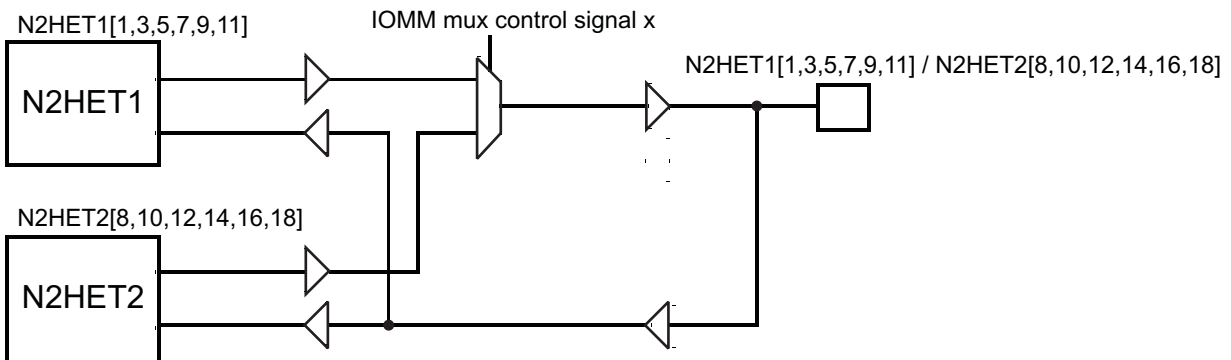 N2HET1[1,3,5,7,9,11]
IOMM mux control signal x
N2HET1[1,3,5,7,9,11] / N2HET2[8,10,12,14,16,18]
N2HET1
N2HET2[8,10,12,14,16,18]
N2HET2